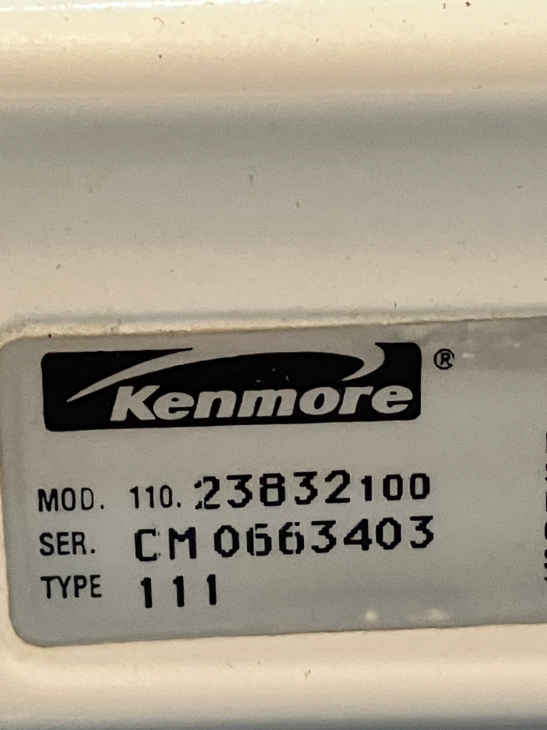 Kenmore®
MOD. 110. 23832100
SER. CM0663403
TYPE 111